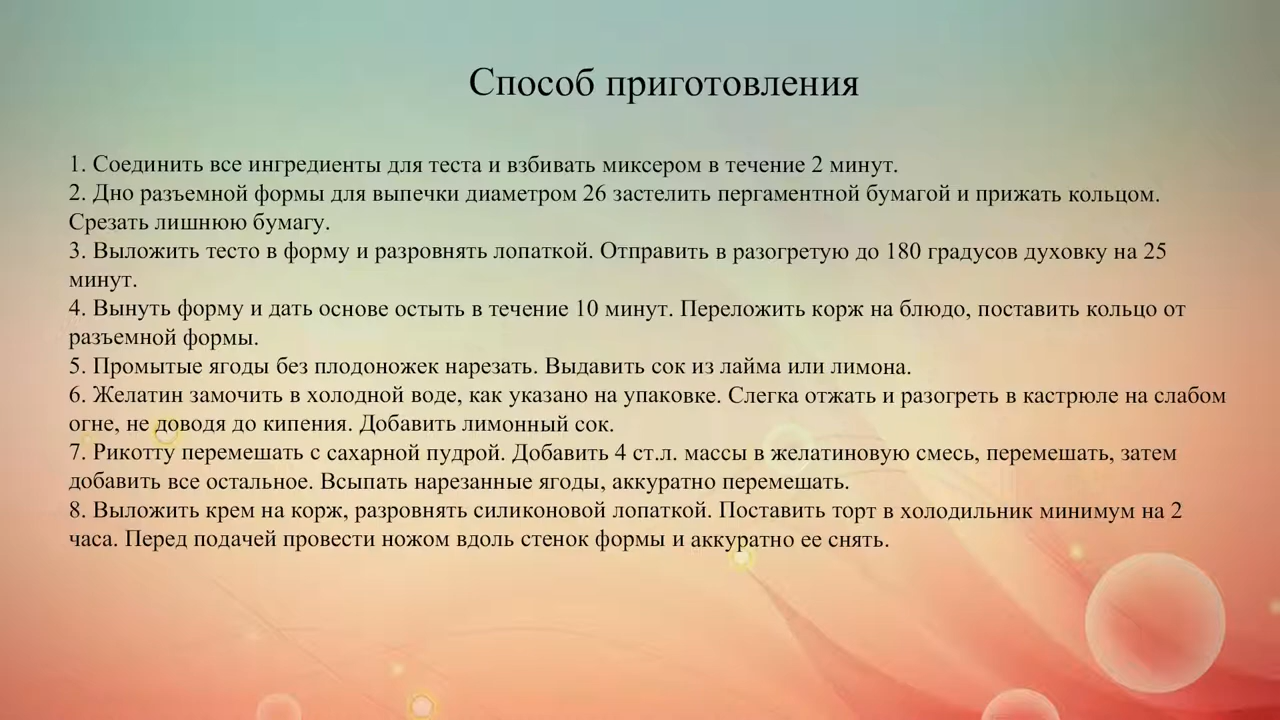 Способ приготовления
1. Соединить все ингредиенты для теста и взбивать миксером в течение 2 минут.
2. Дно разъемной формы для выпечки диаметром 26 застелить пергаментной бумагой и прижать кольцом.
Срезать лишнюю бумагу.
3. Выложить тесто в форму и разровнять лопаткой. Отправить в разогретую до 180 градусов духовку на 25
минут.
4. Вынуть форму и дать основе остыть в течение 10 минут. Переложить корж на блюдо, поставить кольцо от
разъемной формы.
5. Промытые ягоды без плодоножек нарезать. Выдавить сок из лайма или лимона.
6. Желатин замочить в холодной воде, как указано на упаковке. Слегка отжать и разогреть в кастрюле на слабом
огне, не доводя до кипения. Добавить лимонный сок.
7. Рикотту перемешать с сахарной пудрой. Добавить 4 ст.л. массы в желатиновую смесь, перемешать, затем
добавить все остальное. Всыпать нарезанные ягоды, аккуратно перемешать.
8. Выложить крем на корж, разровнять силиконовой лопаткой. Поставить торт в холодильник минимум на 2
часа. Перед подачей провести ножом вдоль стенок формы и аккуратно ее снять.